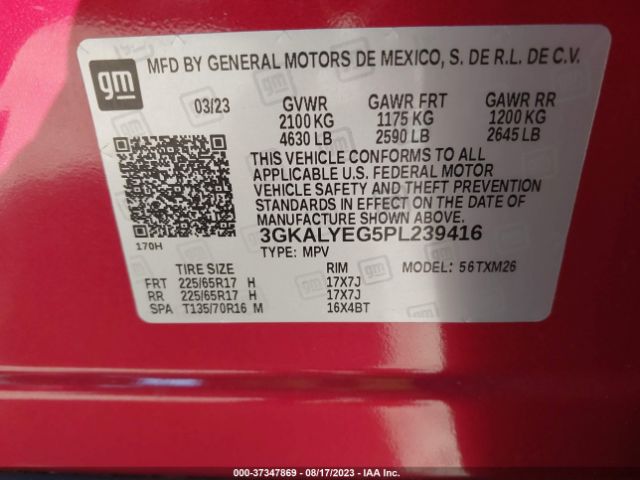 gm
MFD BY GENERAL MOTORS DE MEXICO, S. DE R.L. DE C.V.
03/23 GVWR GAWR FRT GAWR RR
2100 KG 1175 KG 1200 KG
4630 LB 2590 LB 2645 LB
THIS VEHICLE CONFORMS TO ALL
APPLICABLE U.S. FEDERAL MOTOR
VEHICLE SAFETY AND THEFT PREVENTION
STANDARDS IN EFFECT ON THE DATE OF
MANUFACTURE SHOWN ABOVE.
170H
3GKALYEG5PL239416
TYPE: MPV
TIRE SIZE RIM MODEL: 56TXM26
FRT 225/65R17 H 17X7J
RR 225/65R17 H 17X7J
SPA T135/70R16 M 16X4BT
Copart - 37347869 - 08/17/2023 - IAA Inc.